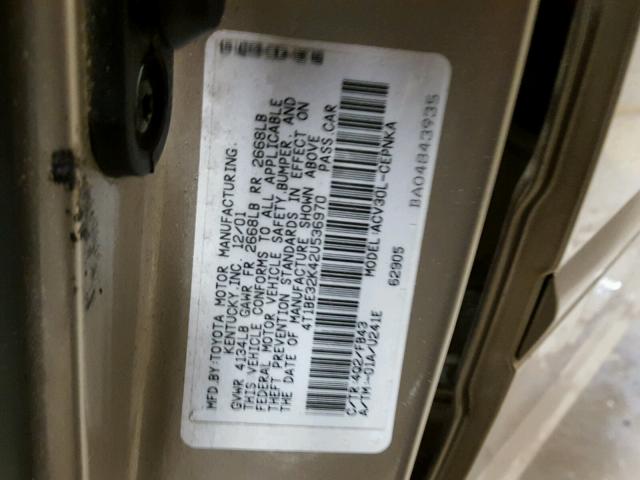 MFD.BY:TOYOTA MOTOR MANUFACTURING.
KENTUCKY INC. 12/01
GVWR 4134LB GAWR FR 2668LB RR 2668LB
THIS VEHICLE CONFORMS TO ALL APPLICABLE
FEDERAL MOTOR VEHICLE SAFETY, BUMPER, AND
THEFT PREVENTION STANDARDS IN EFFECT ON
THE DATE OF MANUFACTURE SHOWN ABOVE
4T1BE32K42U536970 PASS.CAR
C/TR:4Q2/FB43 MODEL:ACV30L-CEPNKA
A/TM:-01A/U241E 62905
BA04843935